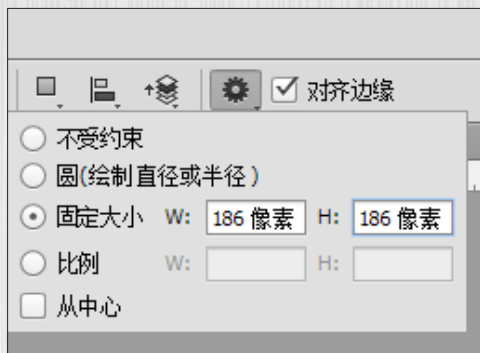 对齐边缘
不受约束
圆(绘制直径或半径)
固定大小 W: 186 像素 H: 186 像素
比例 W: H:
从中心